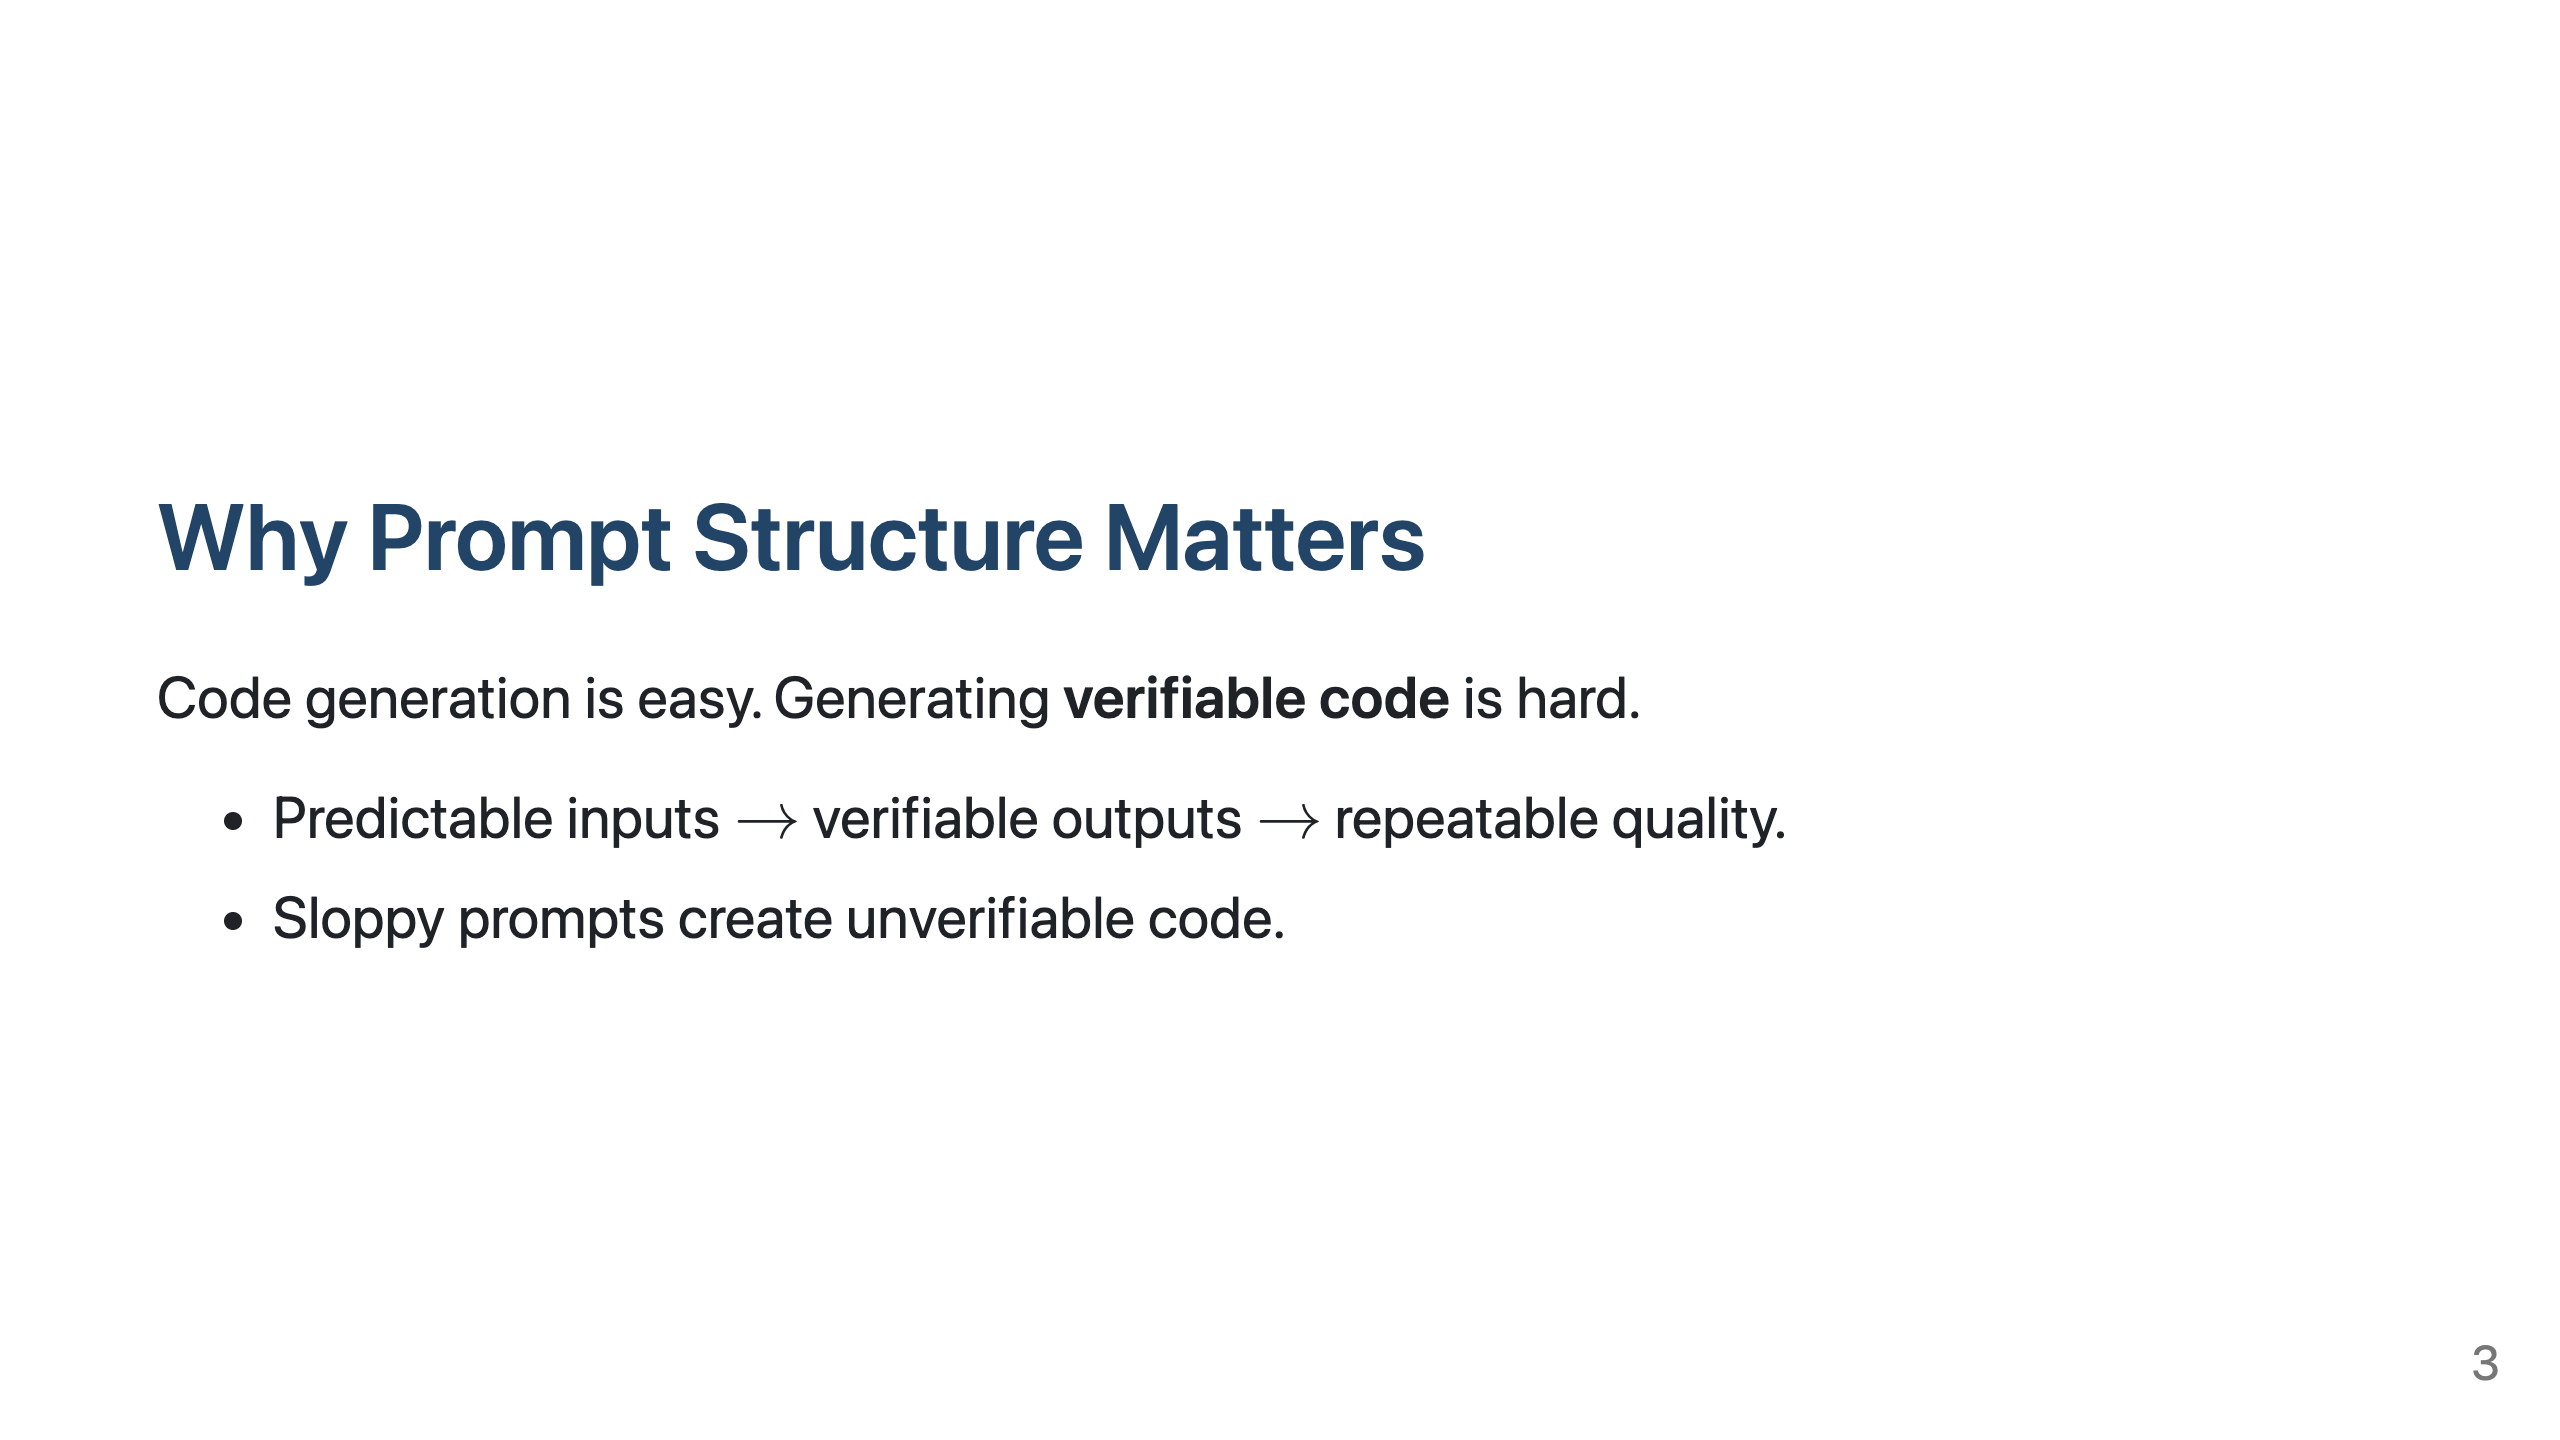 Why Prompt Structure Matters
Code generation is easy. Generating verifiable code is hard.
• Predictable inputs → verifiable outputs → repeatable quality.
• Sloppy prompts create unverifiable code.
3